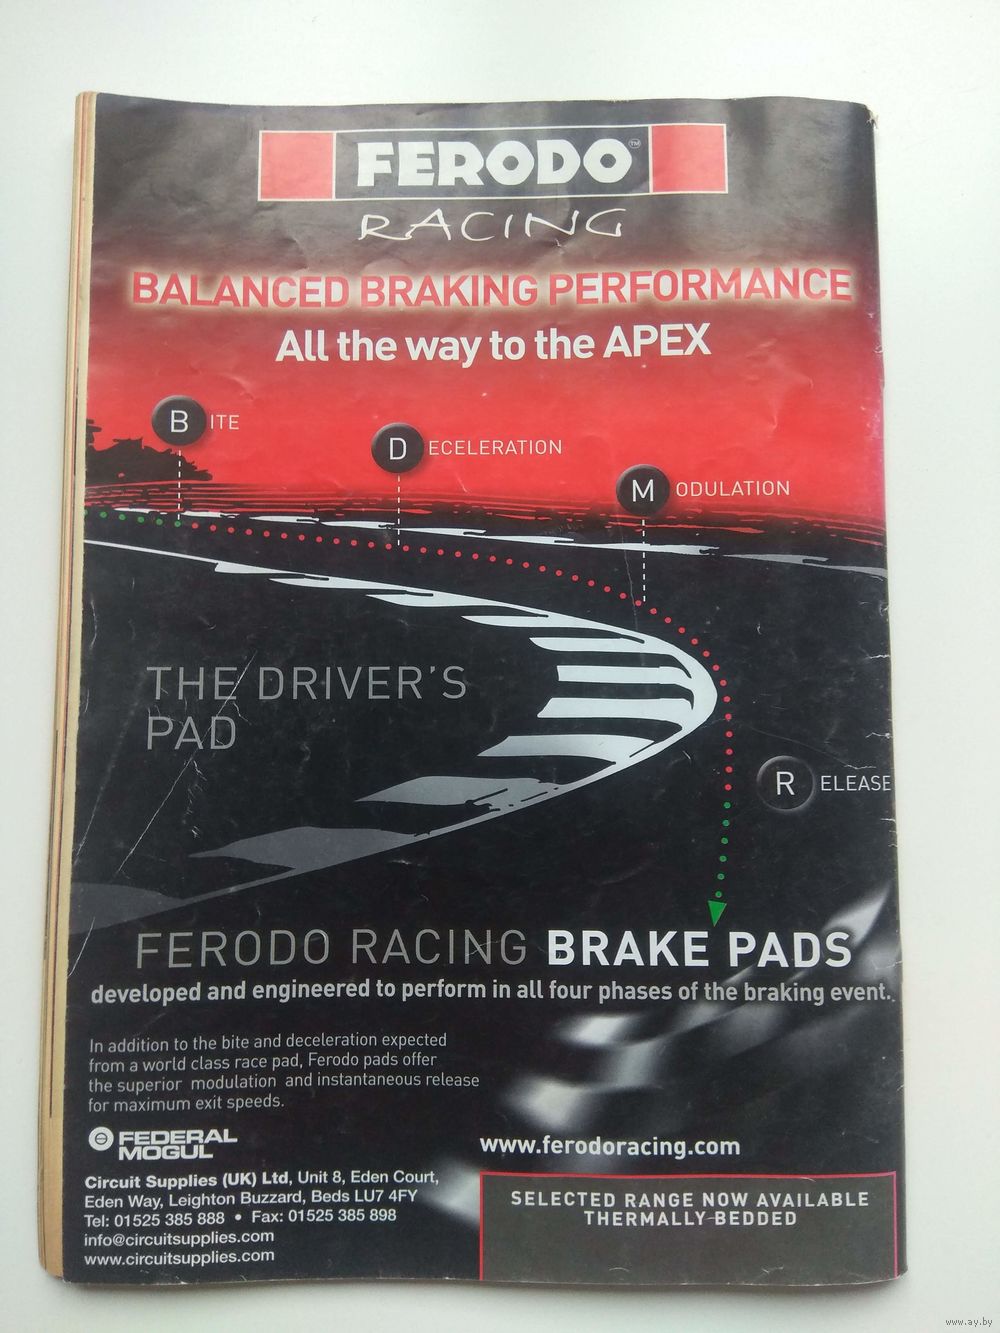 FERODO™
RACING
BALANCED BRAKING PERFORMANCE
All the way to the APEX
BITE
DECELERATION
MODULATION
THE DRIVER'S
PAD
RELEASE
FERODO RACING BRAKE PADS
developed and engineered to perform in all four phases of the braking event.
In addition to the bite and deceleration expected
from a world class race pad, Ferodo pads offer
the superior modulation and instantaneous release
for maximum exit speeds.
FEDERAL
MOGUL
www.ferodoracing.com
Circuit Supplies (UK) Ltd, Unit 8, Eden Court,
Eden Way, Leighton Buzzard, Beds LU7 4FY
Tel: 01525 385 888 • Fax: 01525 385 898
info@circuitsupplies.com
www.circuitsupplies.com
SELECTED RANGE NOW AVAILABLE
THERMALLY BEDDED
www.ay.by